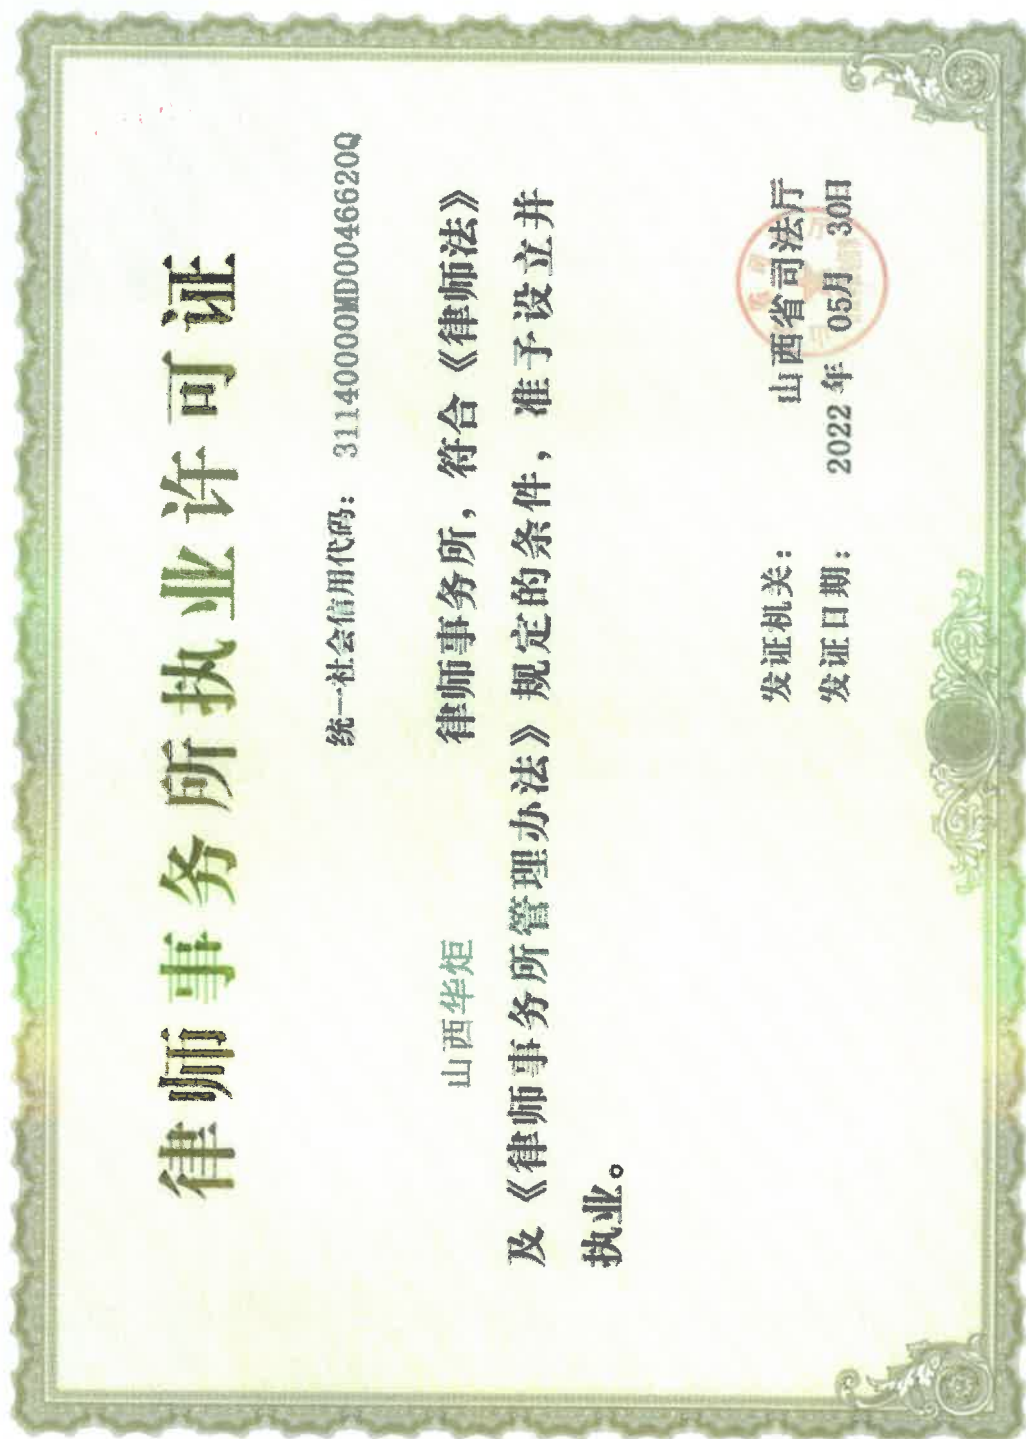 律师事务所执业许可证
统一社会信用代码： 31140000MD0046620Q
山西华炬 律师事务所，符合《律师法》
及《律师事务所管理办法》规定的条件，准予设立并
执业。
发证机关： 山西省司法厅
发证日期： 2022 年 05月 30日